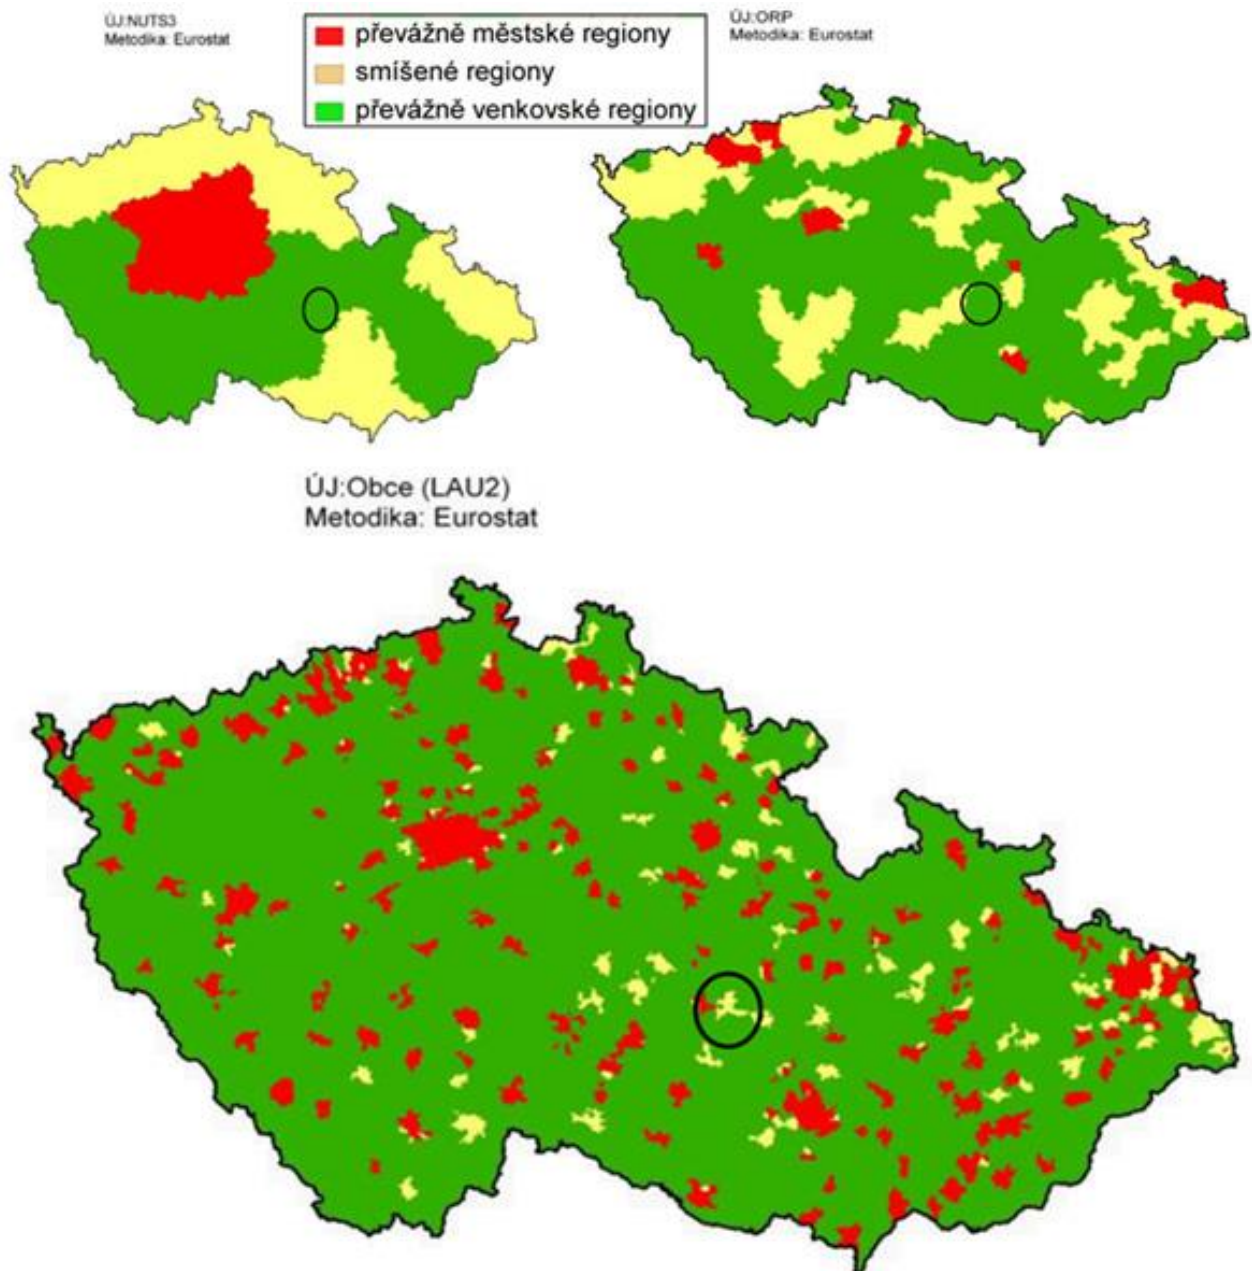 ÚJ:NUTS3
Metodika: Eurostat
převážně městské regiony
smíšené regiony
převážně venkovské regiony
ÚJ:ORP
Metodika: Eurostat
ÚJ:Obce (LAU2)
Metodika: Eurostat